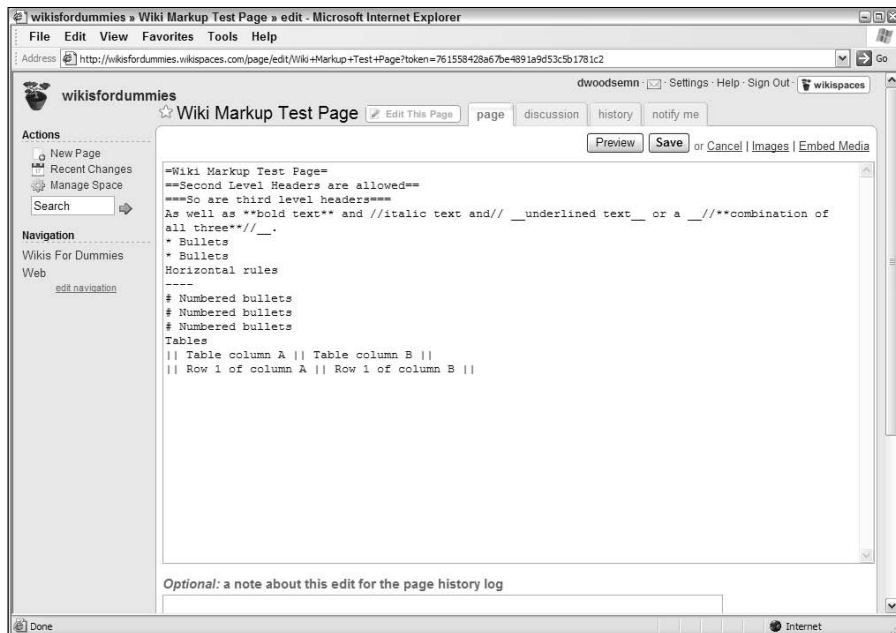 wikisfordummies » Wiki Markup Test Page » edit - Microsoft Internet Explorer
File Edit View Favorites Tools Help
Address http://wikisfordummies.wikispaces.com/page/edit/Wiki+Markup+Test+Page?token=761558428a67be4891a9d53c5b1781c2 Go
dwoodsemn · Settings · Help · Sign Out · wikispaces
wikisfordummies
Wiki Markup Test Page Edit This Page page discussion history notify me
Actions
New Page
Recent Changes
Manage Space
Search
Navigation
Wikis For Dummies
Web
edit navigation
Preview Save or Cancel | Images | Embed Media
=Wiki Markup Test Page=
==Second Level Headers are allowed==
===So are third level headers===
As well as **bold text** and //italic text and// __underlined text__ or a __//**combination of
all three**//__.
* Bullets
* Bullets
Horizontal rules
----
# Numbered bullets
# Numbered bullets
# Numbered bullets
Tables
|| Table column A || Table column B ||
|| Row 1 of column A || Row 1 of column B ||
Optional: a note about this edit for the page history log
Done Internet